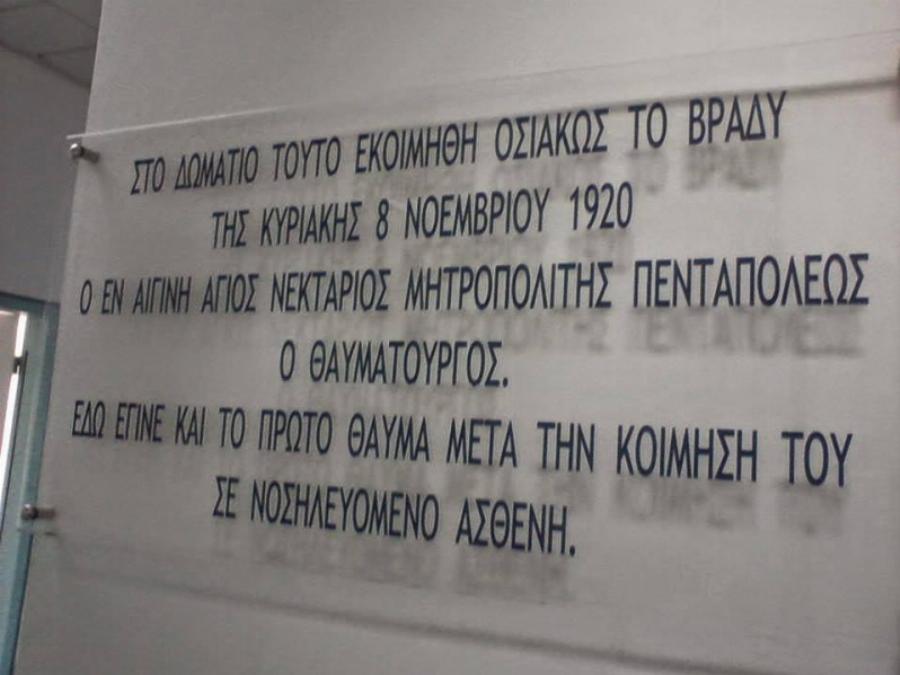 ΣΤΟ ΔΩΜΑΤΙΟ ΤΟΥΤΟ ΕΚΟΙΜΗΘΗ ΟΣΙΑΚΩΣ ΤΟ ΒΡΑΔΥ
ΤΗΣ ΚΥΡΙΑΚΗΣ 8 ΝΟΕΜΒΡΙΟΥ 1920
Ο ΕΝ ΑΙΓΙΝΗ ΑΓΙΟΣ ΝΕΚΤΑΡΙΟΣ ΜΗΤΡΟΠΟΛΙΤΗΣ ΠΕΝΤΑΠΟΛΕΩΣ
Ο ΘΑΥΜΑΤΟΥΡΓΟΣ.
ΕΔΩ ΕΓΙΝΕ ΚΑΙ ΤΟ ΠΡΩΤΟ ΘΑΥΜΑ ΜΕΤΑ ΤΗΝ ΚΟΙΜΗΣΗ ΤΟΥ
ΣΕ ΝΟΣΗΛΕΥΟΜΕΝΟ ΑΣΘΕΝΗ.